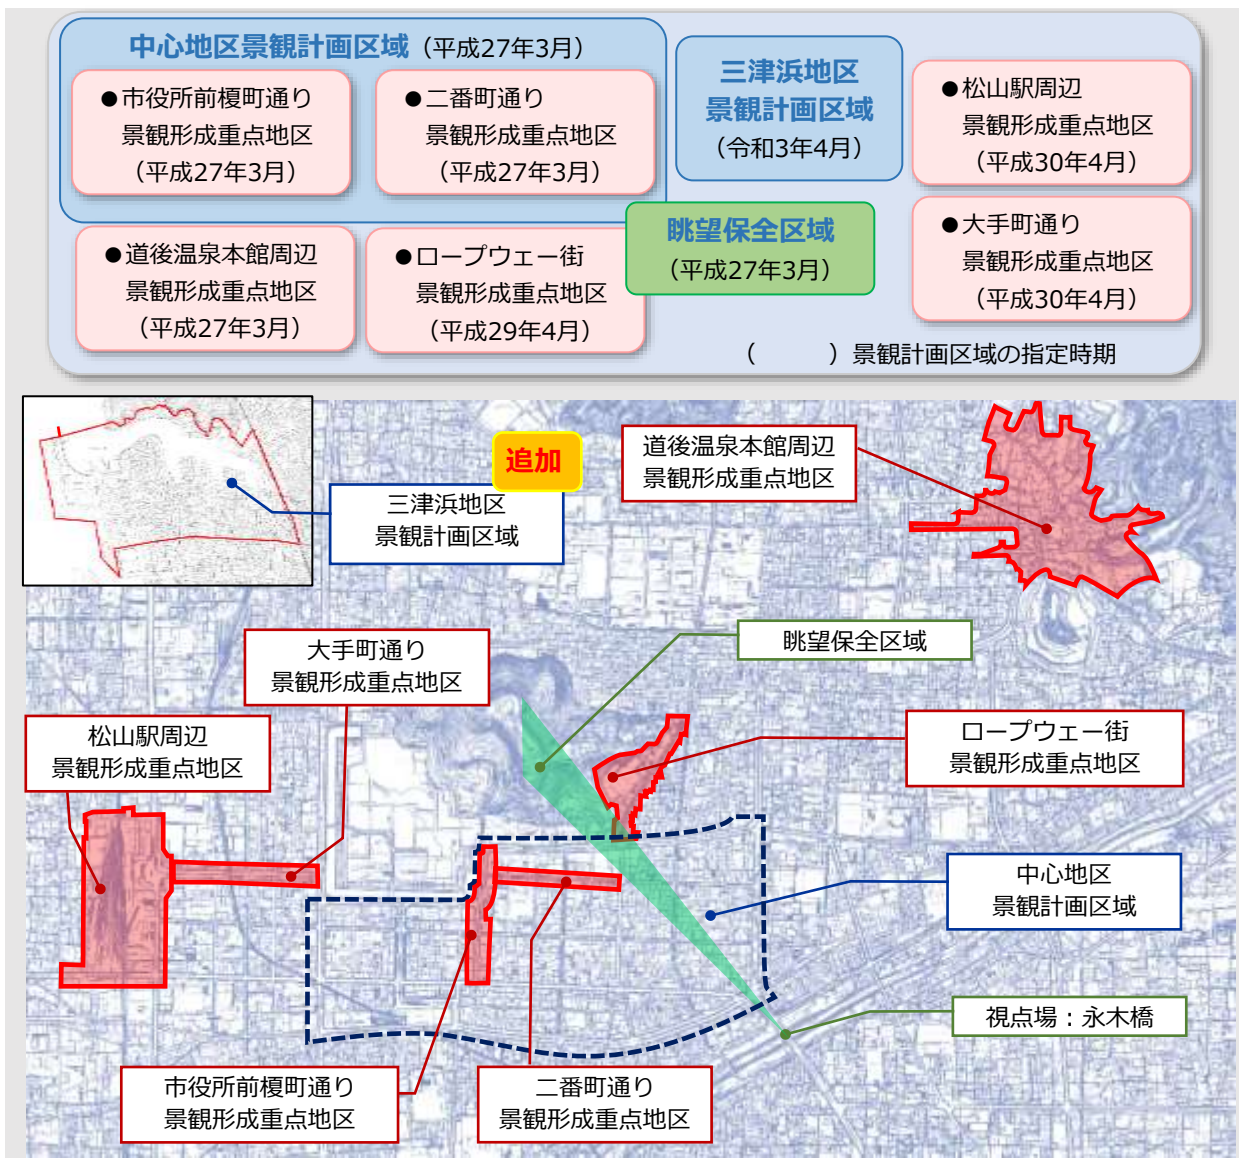 中心地区景観計画区域（平成27年3月）
●市役所前榎町通り
景観形成重点地区
（平成27年3月）
●二番町通り
景観形成重点地区
（平成27年3月）
三津浜地区
景観計画区域
（令和3年4月）
●松山駅周辺
景観形成重点地区
（平成30年4月）
●道後温泉本館周辺
景観形成重点地区
（平成27年3月）
●ロープウェー街
景観形成重点地区
（平成29年4月）
眺望保全区域
（平成27年3月）
●大手町通り
景観形成重点地区
（平成30年4月）
（　　　）景観計画区域の指定時期
追加
三津浜地区
景観計画区域
道後温泉本館周辺
景観形成重点地区
大手町通り
景観形成重点地区
眺望保全区域
松山駅周辺
景観形成重点地区
ロープウェー街
景観形成重点地区
中心地区
景観計画区域
視点場：永木橋
市役所前榎町通り
景観形成重点地区
二番町通り
景観形成重点地区